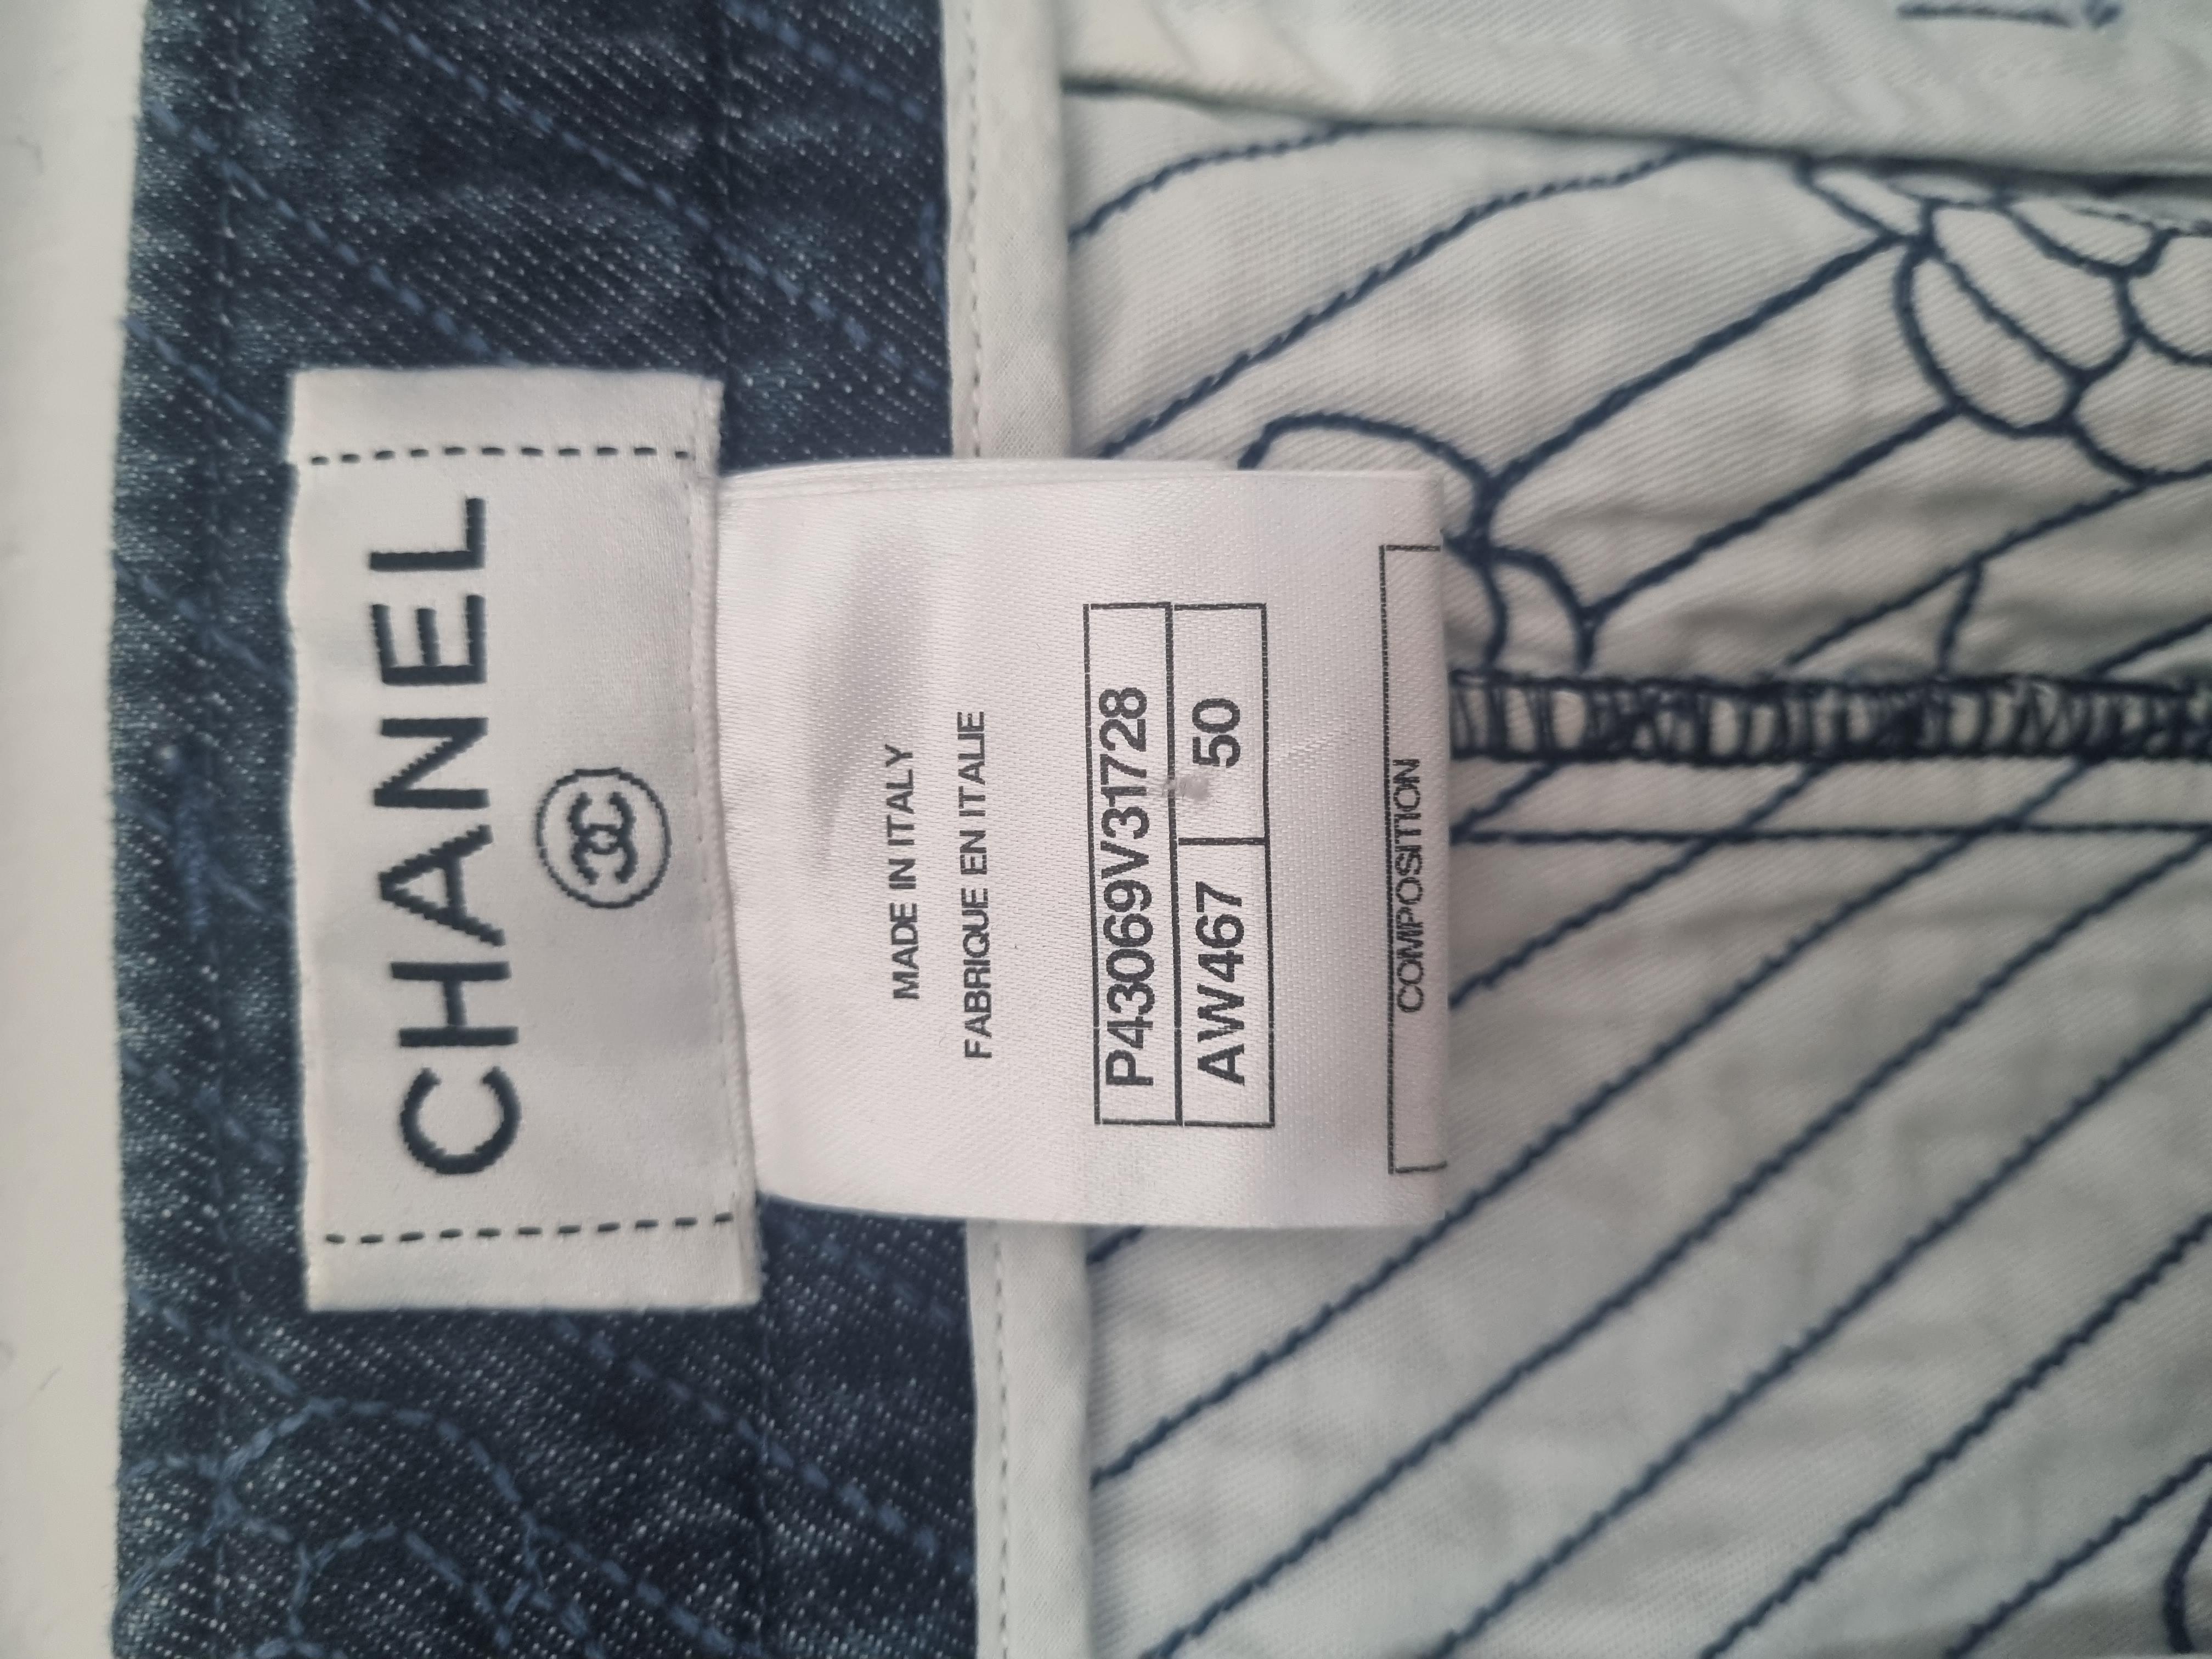 CHANEL
MADE IN ITALY
FABRIQUE EN ITALIE
P43069V31728
AW467 50
COMPOSITION